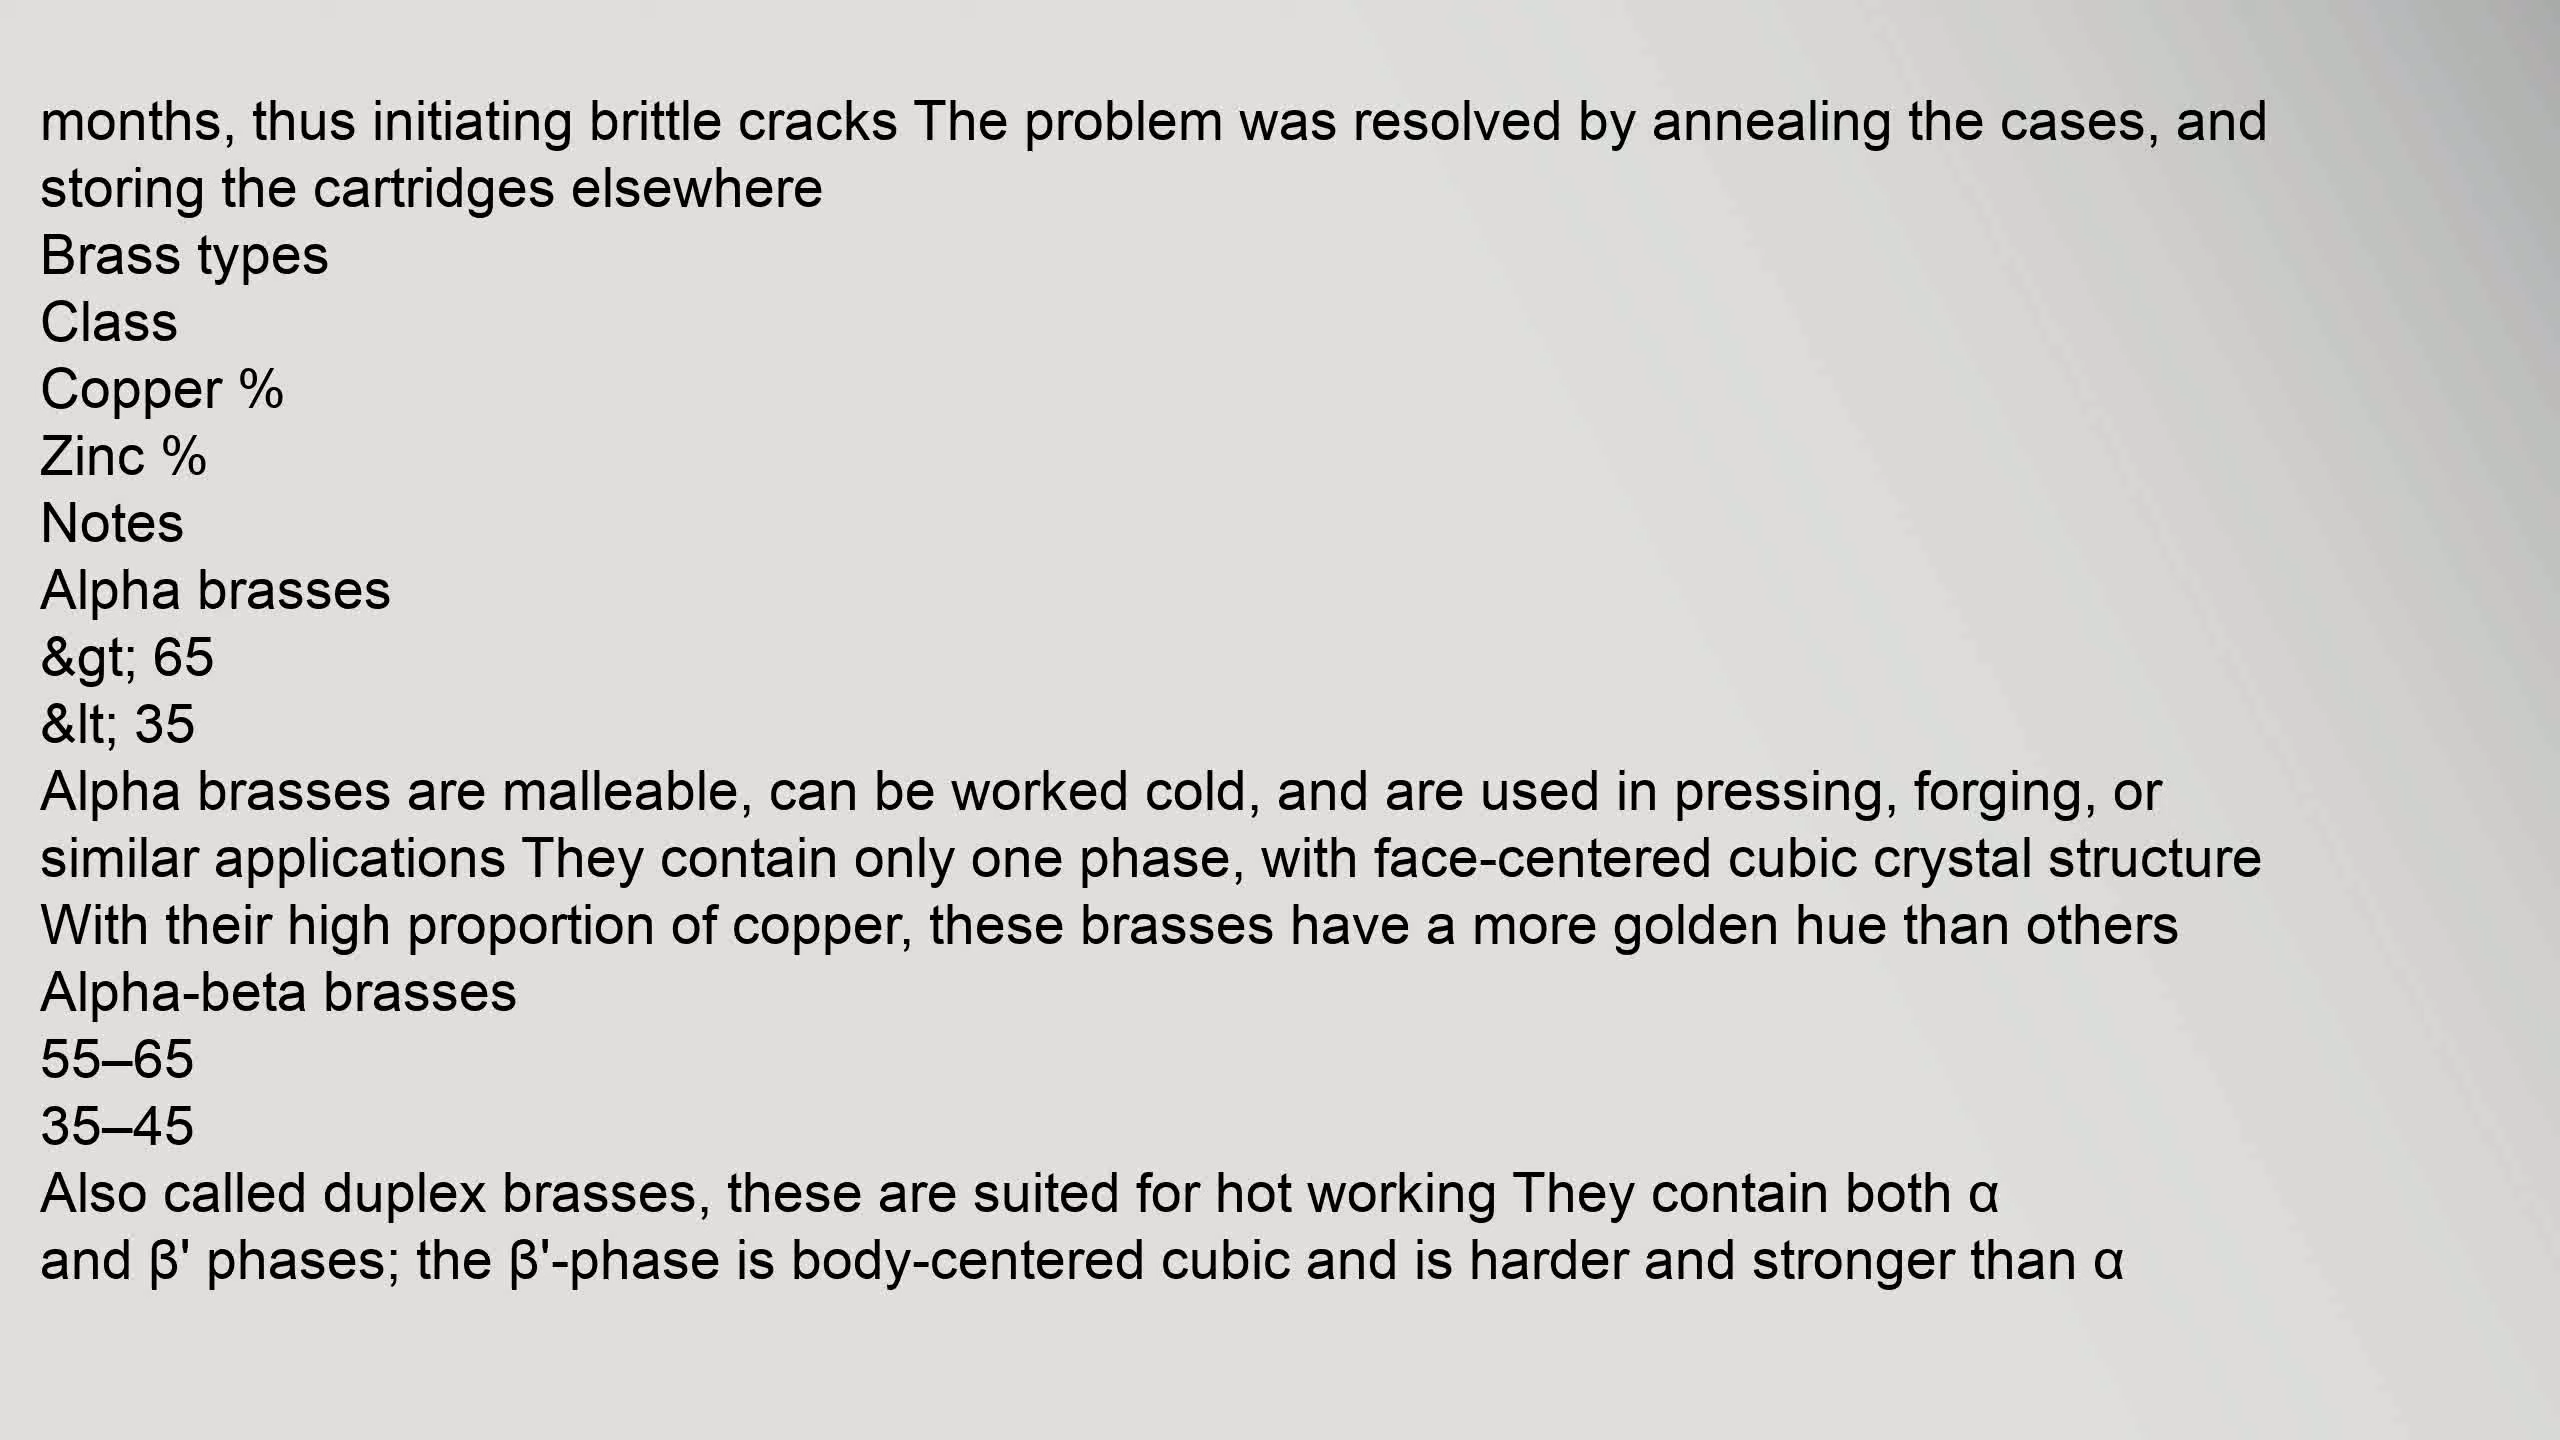 months, thus initiating brittle cracks The problem was resolved by annealing the cases, and
storing the cartridges elsewhere
Brass types
Class
Copper %
Zinc %
Notes
Alpha brasses
&gt; 65
&lt; 35
Alpha brasses are malleable, can be worked cold, and are used in pressing, forging, or
similar applications They contain only one phase, with face-centered cubic crystal structure
With their high proportion of copper, these brasses have a more golden hue than others
Alpha-beta brasses
55–65
35–45
Also called duplex brasses, these are suited for hot working They contain both α
and β' phases; the β'-phase is body-centered cubic and is harder and stronger than α